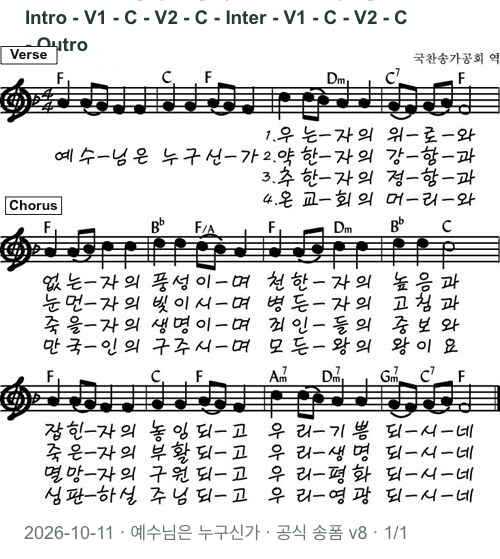 Intro - V1 - C - V2 - C - Inter - V1 - C - V2 - C
- Outro
Verse
국찬송가공회 역
F C F Dm C7 F
1.우 는-자의 위-로-와
예수-님은 누구신-가 2.약한-자의 강-함-과
3.추한-자의 정-함-과
4.온 교-회의 머-리-와
Chorus
F Bb F/A F Dm Bb C
없는-자의 풍성이-며 천한-자의 높음과
눈먼-자의 빛이시-며 병든-자의 고침과
죽을-자의 생명이-며 죄인-들의 중보와
만국-인의 구주시-며 모든-왕의 왕이요
F C F Am7 Dm7 Gm7 C7 F
잡힌-자의 놓임되-고 우리-기쁨 되-시-네
죽은-자의 부활되-고 우리-생명 되-시-네
멸망-자의 구원되-고 우리-평화 되-시-네
심판-하실 주님되-고 우리-영광 되-시-네
2026-10-11 · 예수님은 누구신가 · 공식 송폼 v8 · 1/1